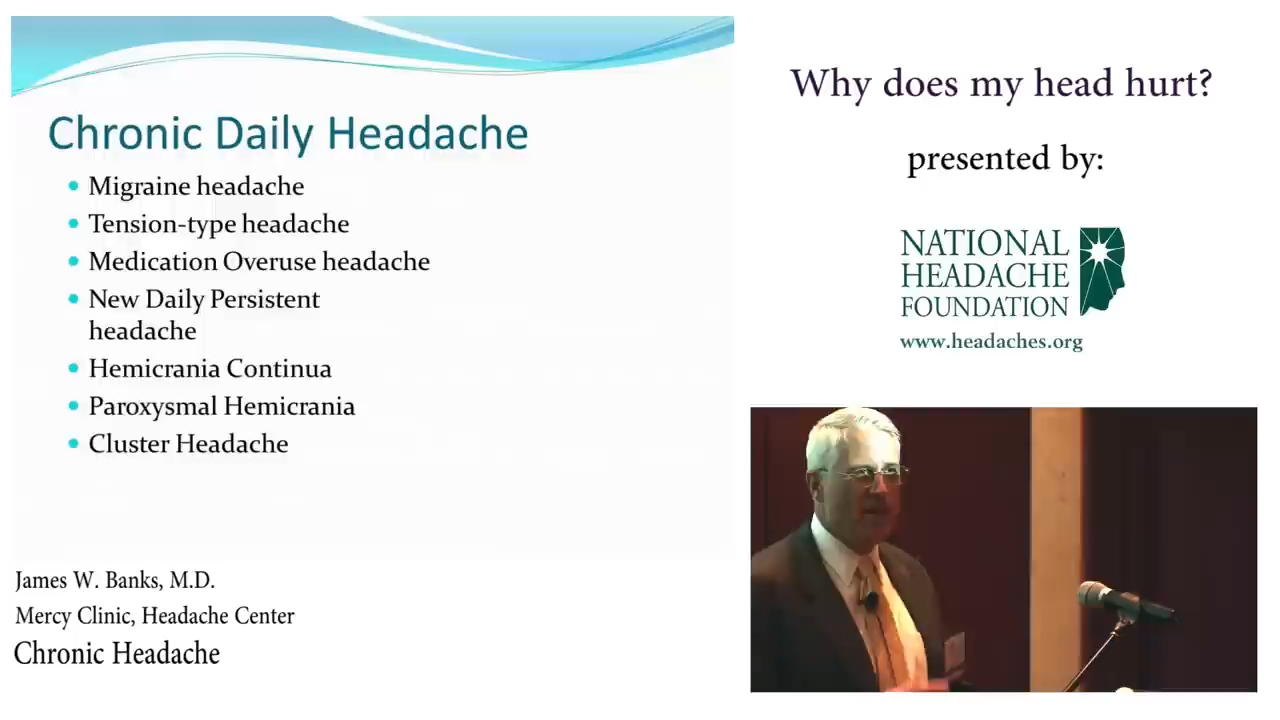 Chronic Daily Headache
Migraine headache
Tension-type headache
Medication Overuse headache
New Daily Persistent
headache
Hemicrania Continua
Paroxysmal Hemicrania
Cluster Headache
James W. Banks, M.D.
Mercy Clinic, Headache Center
Chronic Headache
Why does my head hurt?
presented by:
NATIONAL
HEADACHE
FOUNDATION
www.headaches.org